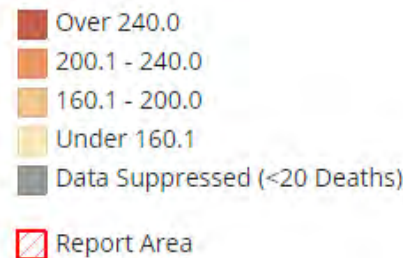 Over 240.0
200.1 - 240.0
160.1 - 200.0
Under 160.1
Data Suppressed (<20 Deaths)
Report Area